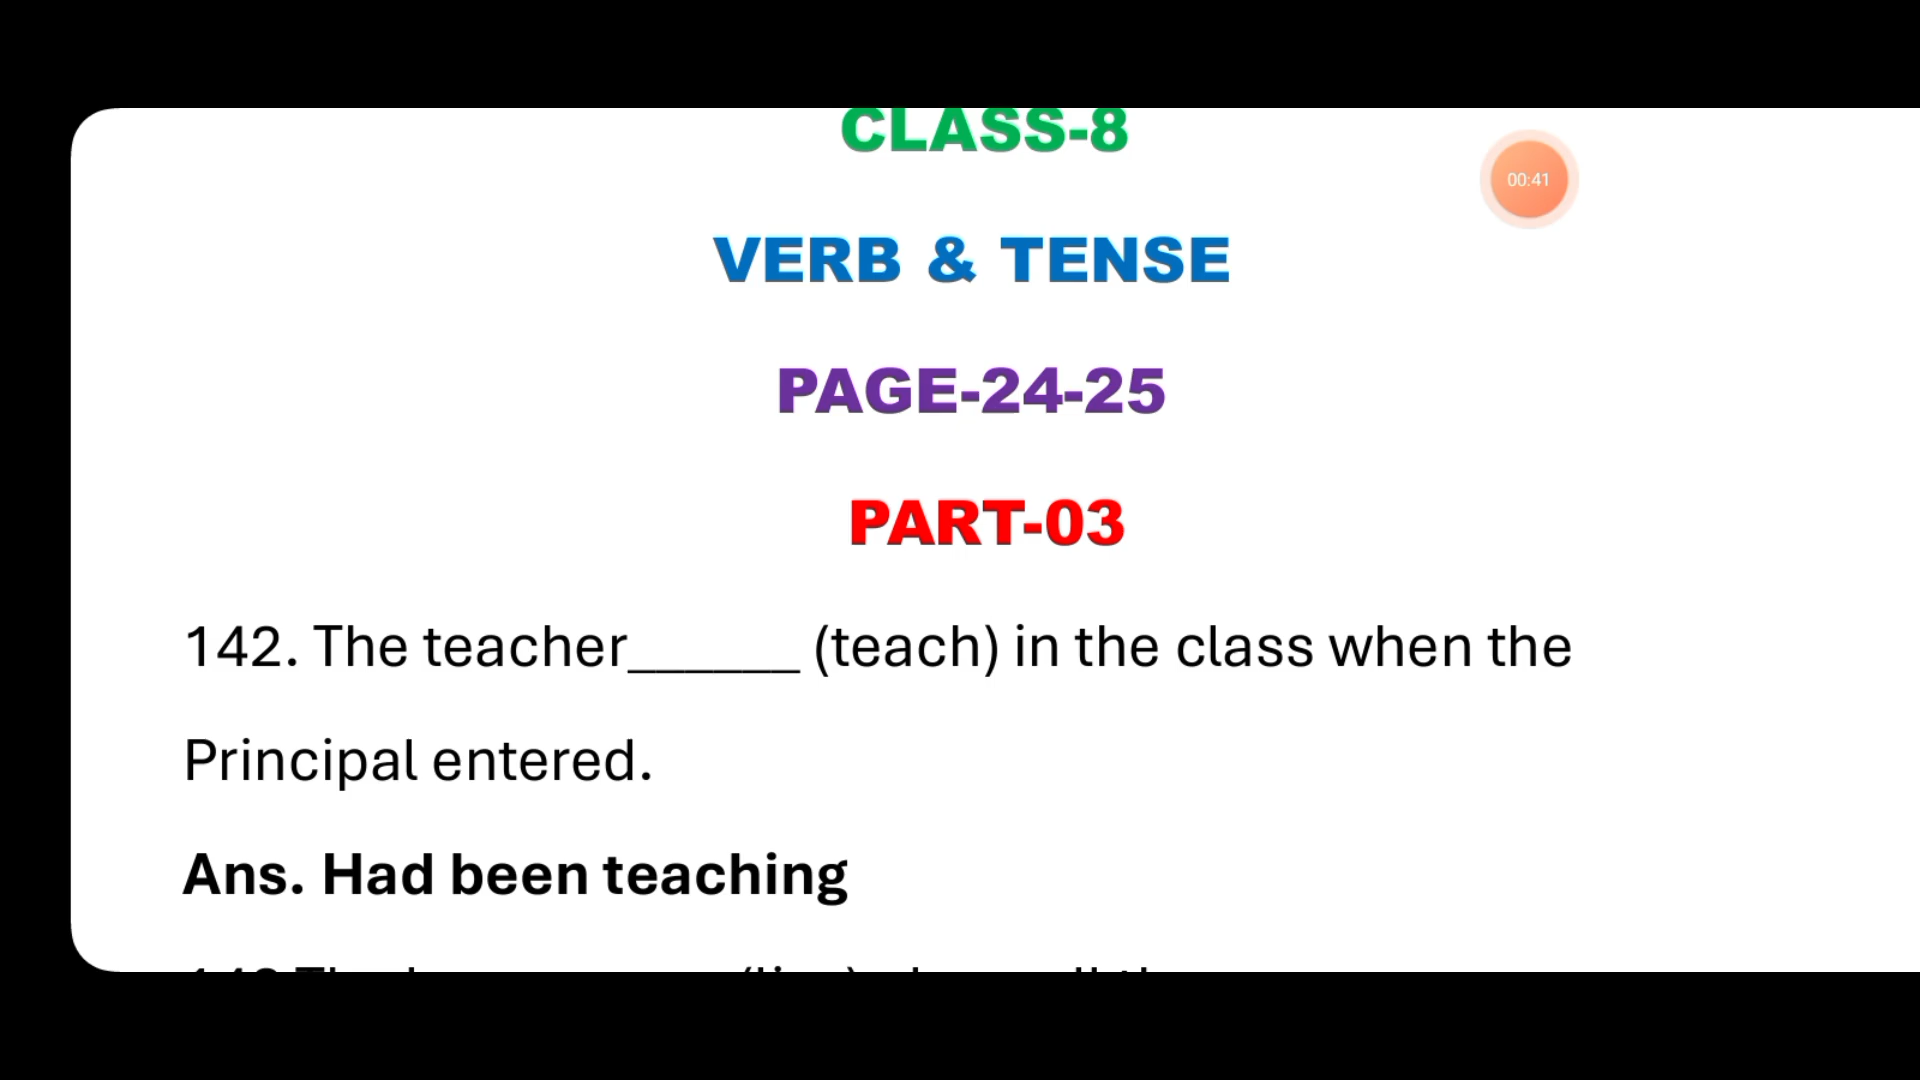 CLASS-8
00:41
VERB & TENSE
PAGE-24-25
PART-03
142. The teacher______ (teach) in the class when the
Principal entered.
Ans. Had been teaching